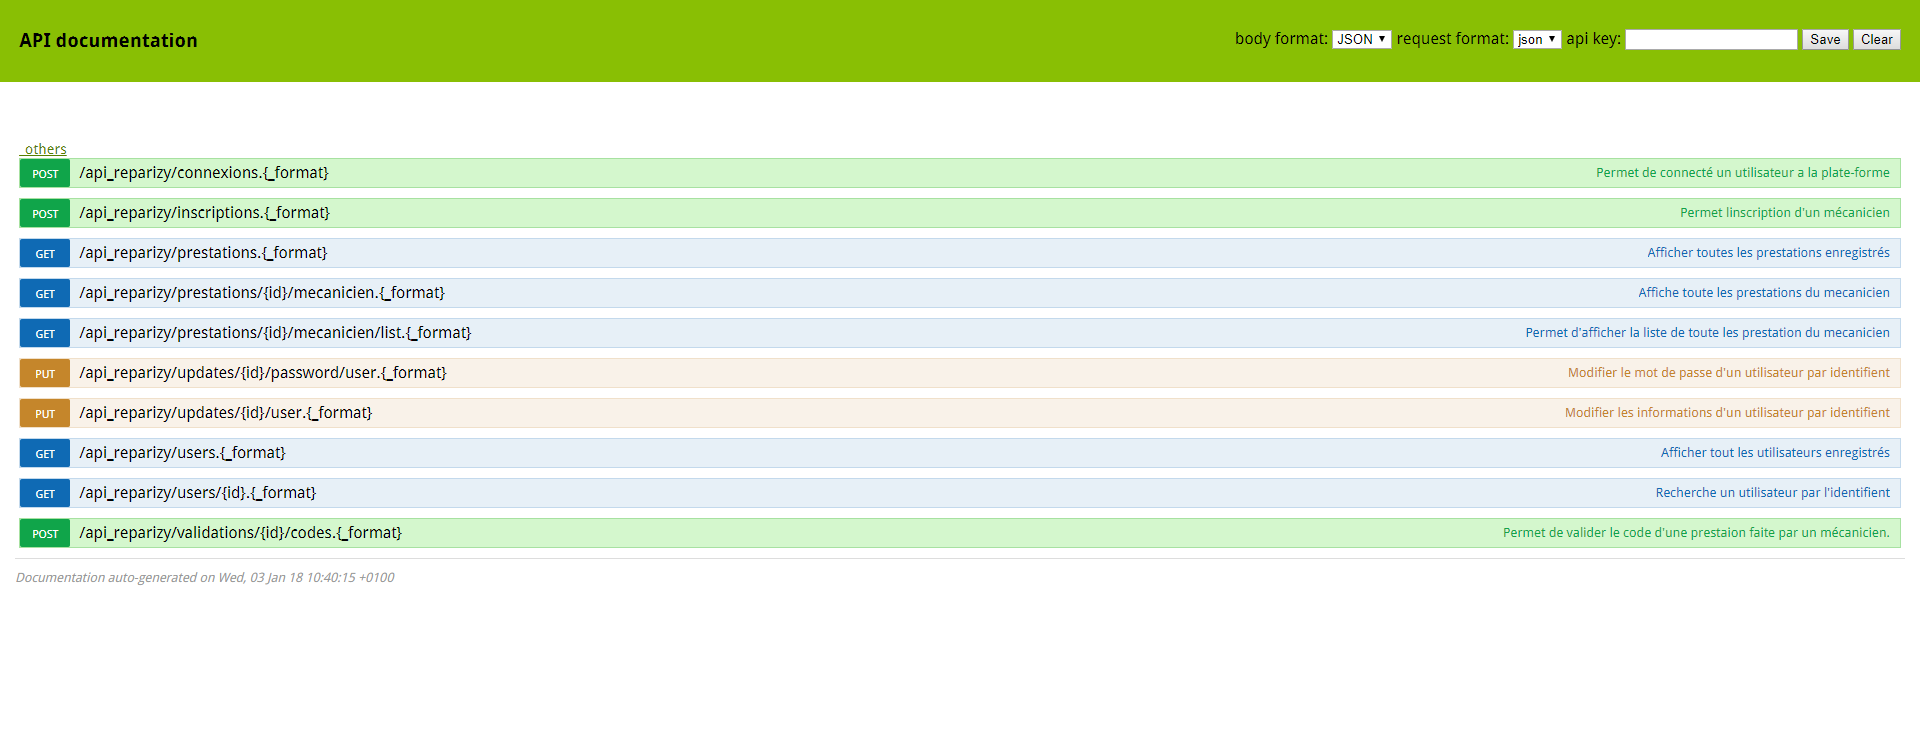 API documentation body format: JSON request format: json api key: Save Clear
_others
POST /api_reparizy/connexions.{_format} Permet de connecté un utilisateur a la plate-forme
POST /api_reparizy/inscriptions.{_format} Permet linscription d'un mécanicien
GET /api_reparizy/prestations.{_format} Afficher toutes les prestations enregistrés
GET /api_reparizy/prestations/{id}/mecanicien.{_format} Affiche toute les prestations du mecanicien
GET /api_reparizy/prestations/{id}/mecanicien/list.{_format} Permet d'afficher la liste de toute les prestation du mecanicien
PUT /api_reparizy/updates/{id}/password/user.{_format} Modifier le mot de passe d'un utilisateur par identifient
PUT /api_reparizy/updates/{id}/user.{_format} Modifier les informations d'un utilisateur par identifient
GET /api_reparizy/users.{_format} Afficher tout les utilisateurs enregistrés
GET /api_reparizy/users/{id}.{_format} Recherche un utilisateur par l'identifient
POST /api_reparizy/validations/{id}/codes.{_format} Permet de valider le code d'une prestaion faite par un mécanicien.
Documentation auto-generated on Wed, 03 Jan 18 10:40:15 +0100